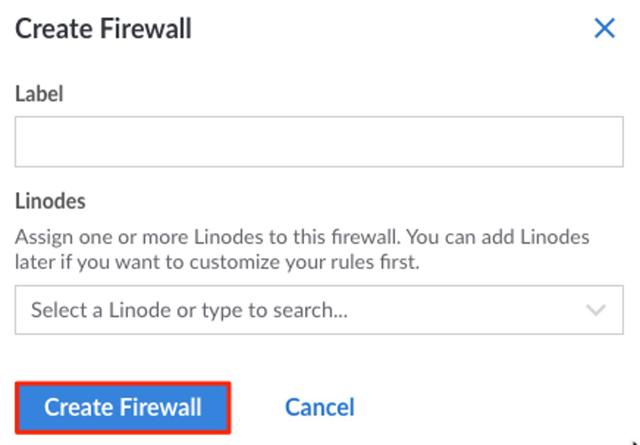 Create Firewall
Label
Linodes
Assign one or more Linodes to this firewall. You can add Linodes
later if you want to customize your rules first.
Select a Linode or type to search...
Create Firewall
Cancel